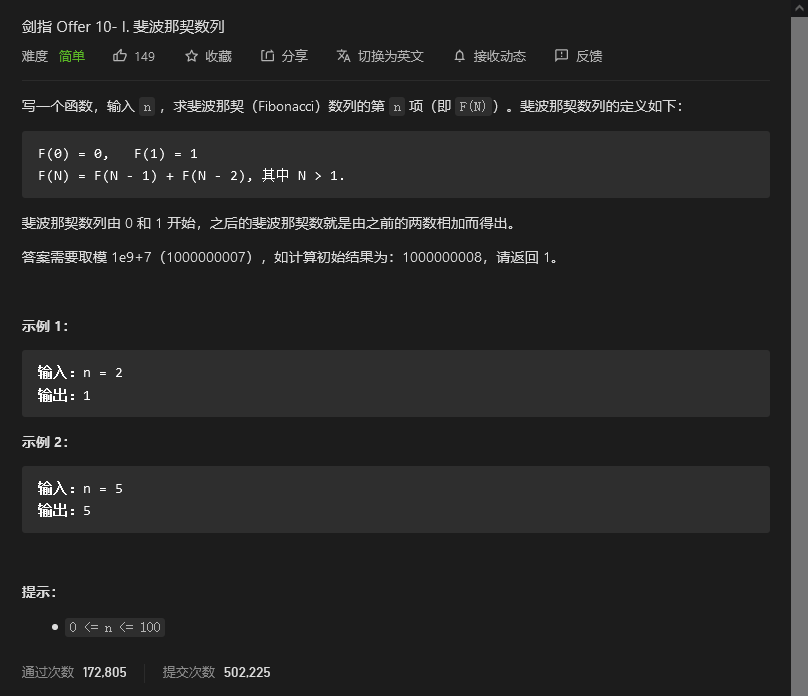 剑指 Offer 10- I. 斐波那契数列
难度 简单 149 收藏 分享 切换为英文 接收动态 反馈
写一个函数，输入 n ，求斐波那契（Fibonacci）数列的第 n 项（即 F(N)）。斐波那契数列的定义如下：
F(0) = 0,   F(1) = 1
F(N) = F(N - 1) + F(N - 2), 其中 N > 1.
斐波那契数列由 0 和 1 开始，之后的斐波那契数就是由之前的两数相加而得出。
答案需要取模 1e9+7（1000000007），如计算初始结果为：1000000008，请返回 1。
示例 1：
输入：n = 2
输出：1
示例 2：
输入：n = 5
输出：5
提示：
• 0 <= n <= 100
通过次数 172,805 提交次数 502,225